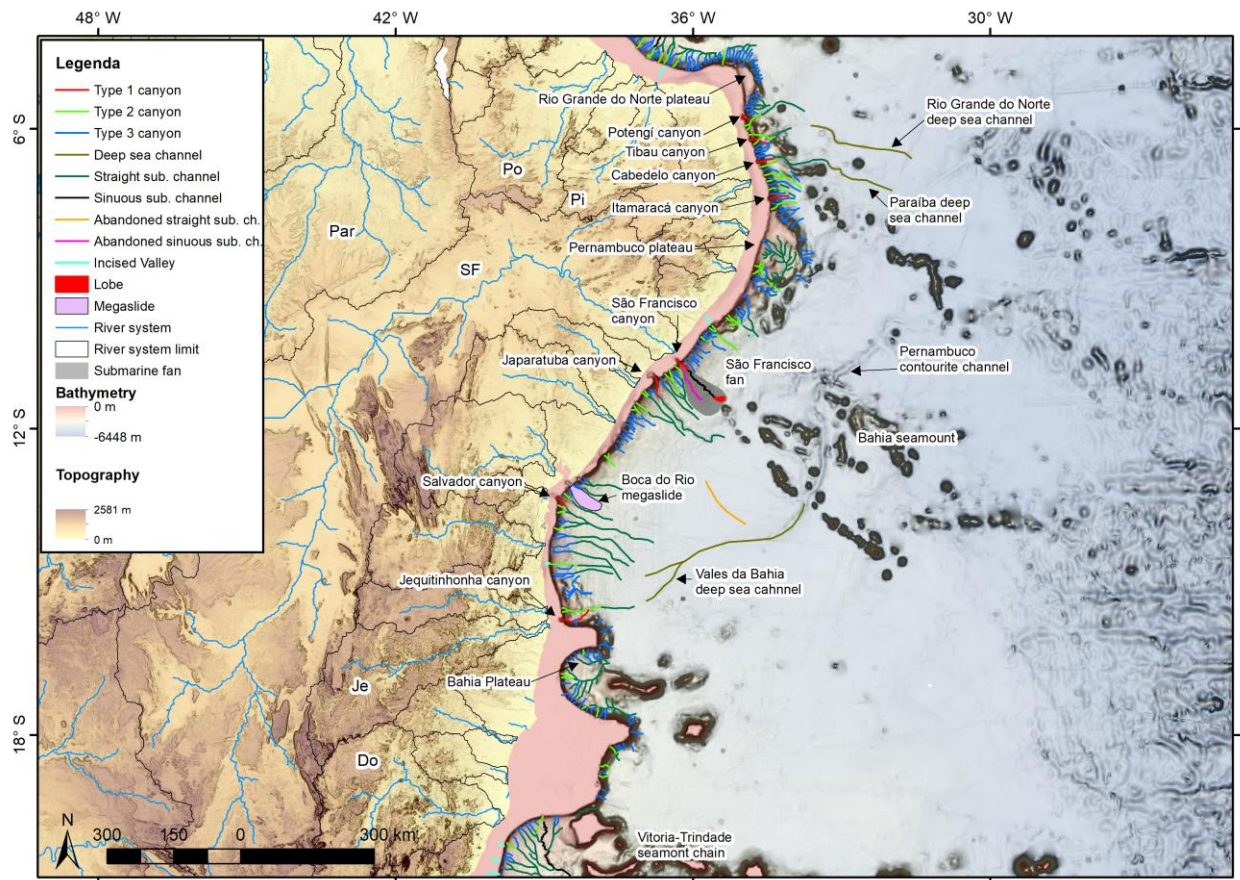 48° W
42° W
36° W
30° W
6° S
12° S
18° S
Legenda
Type 1 canyon
Type 2 canyon
Type 3 canyon
Deep sea channel
Straight sub. channel
Sinuous sub. channel
Abandoned straight sub. ch.
Abandoned sinuous sub. ch.
Incised Valley
Lobe
Megaslide
River system
River system limit
Submarine fan
Bathymetry
0 m
-6448 m
Topography
2581 m
0 m
Rio Grande do Norte plateau
Potengí canyon
Tibau canyon
Cabedelo canyon
Itamaracá canyon
Pernambuco plateau
Rio Grande do Norte
deep sea channel
Paraíba deep
sea channel
Po
Pi
Par
SF
São Francisco
canyon
Japaratuba canyon
São Francisco
fan
Pernambuco
contourite channel
Bahia seamount
Salvador canyon
Boca do Rio
megaslide
Jequitinhonha canyon
Vales da Bahia
deep sea cahnnel
Je
Bahia Plateau
Do
Vitoria-Trindade
seamont chain
N
300
150
0
300 km